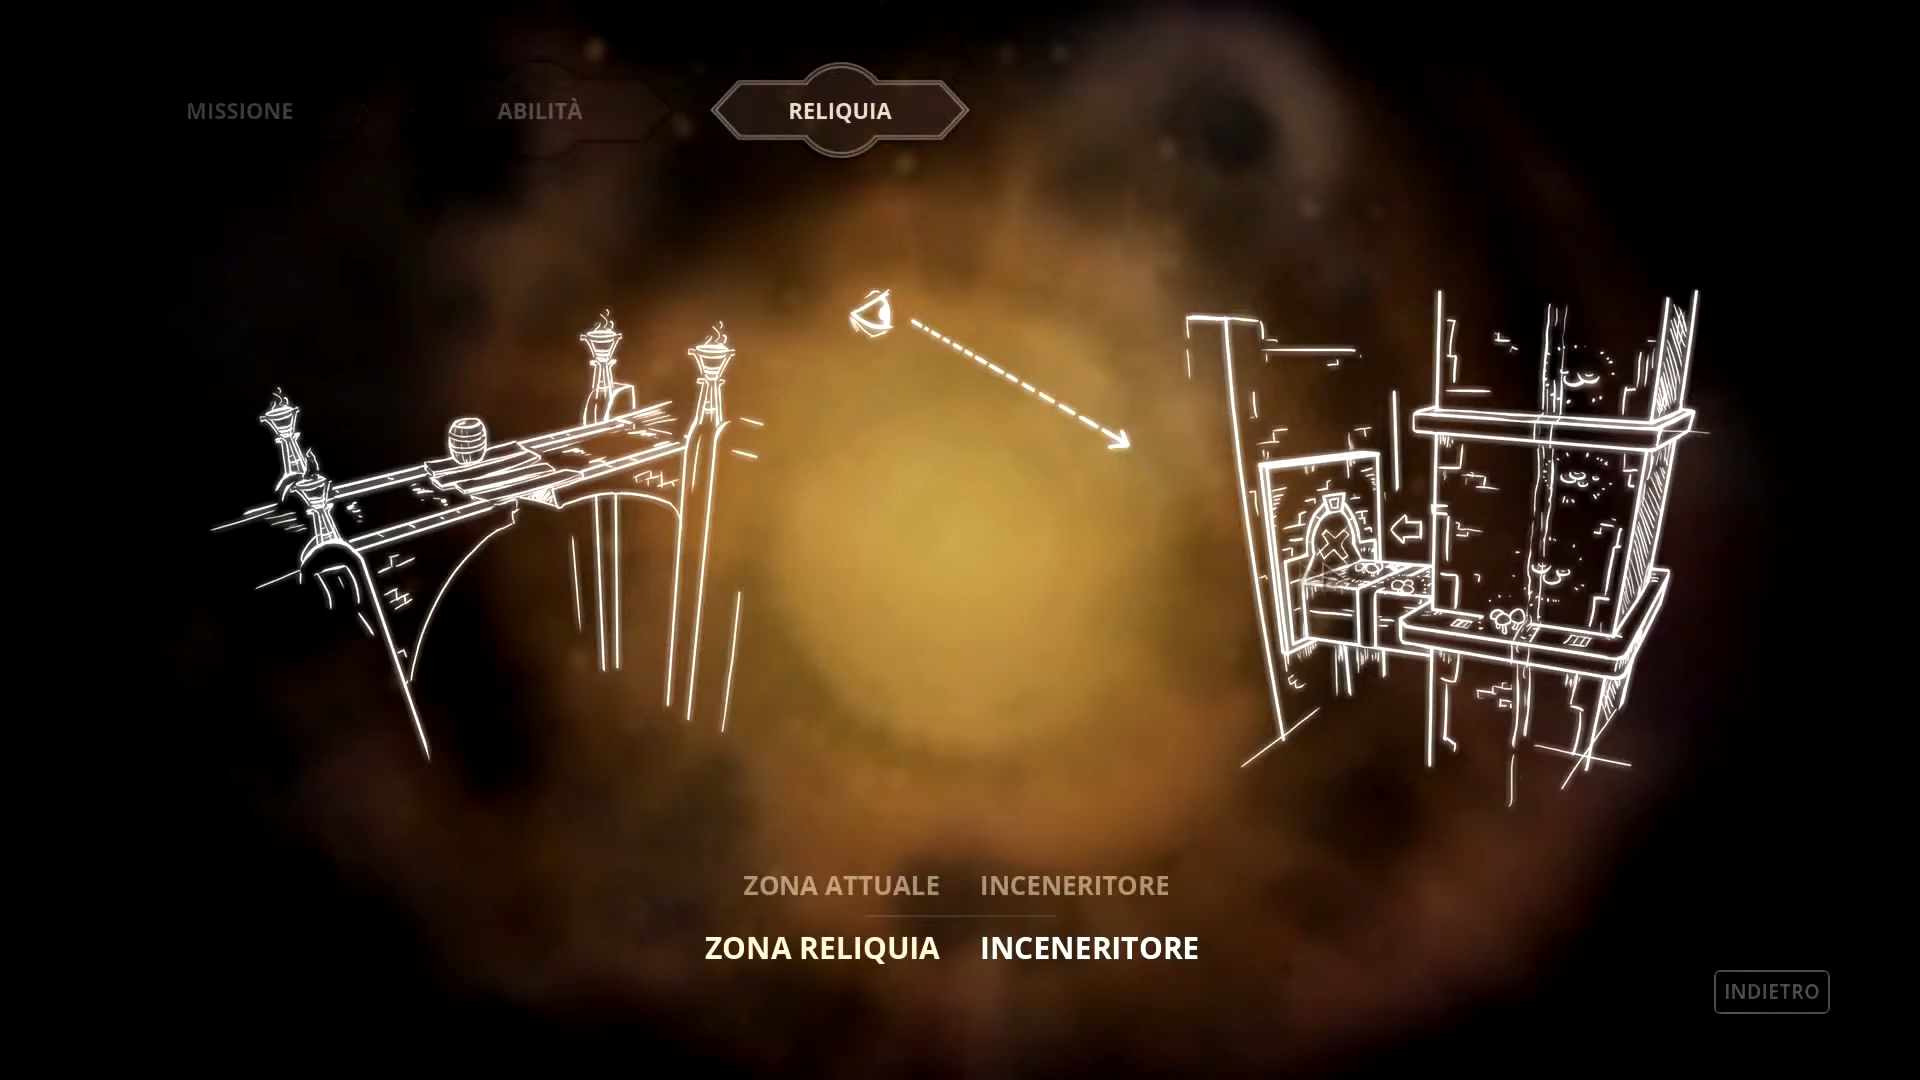 MISSIONE
ABILITÀ
RELIQUIA
ZONA ATTUALE INCENERITORE
ZONA RELIQUIA INCENERITORE
INDIETRO